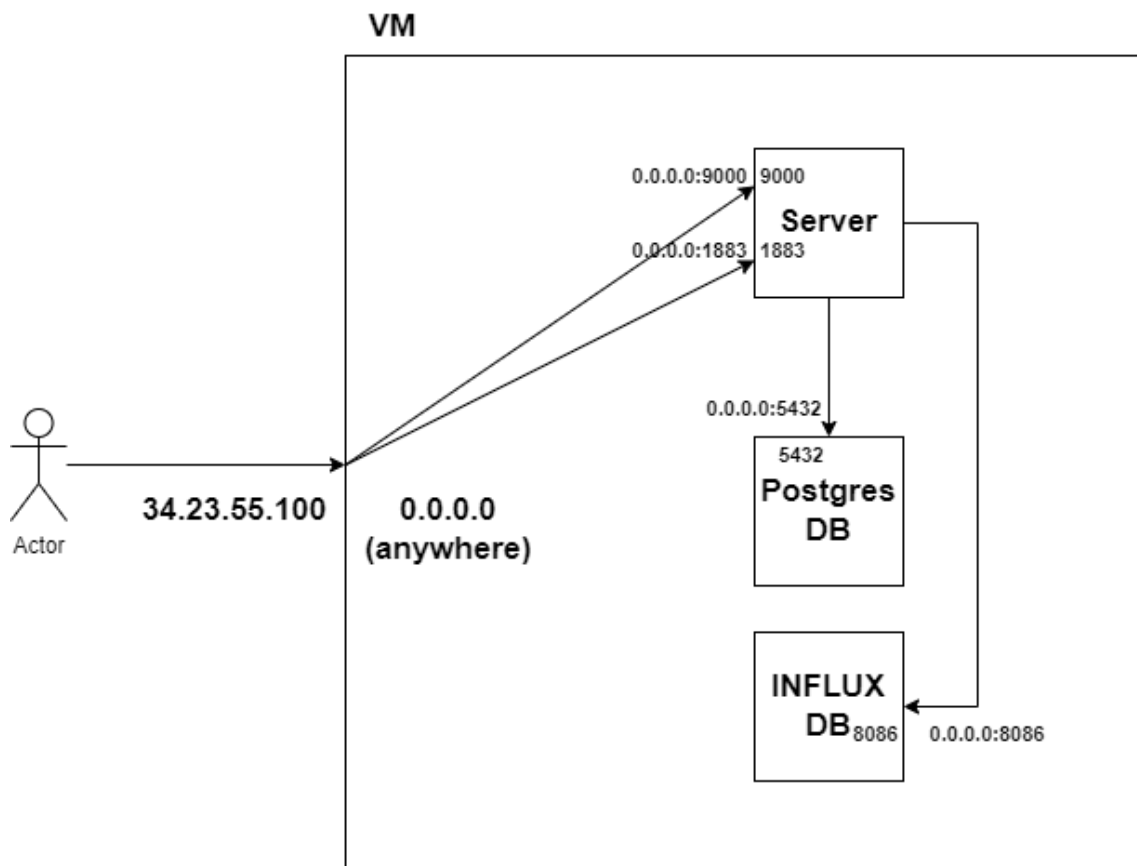 VM
0.0.0.0:9000 9000
Server
0.0.0.0:1883 1883
0.0.0.0:5432
5432
Postgres
DB
34.23.55.100
0.0.0.0
(anywhere)
Actor
INFLUX
DB
8086
0.0.0.0:8086